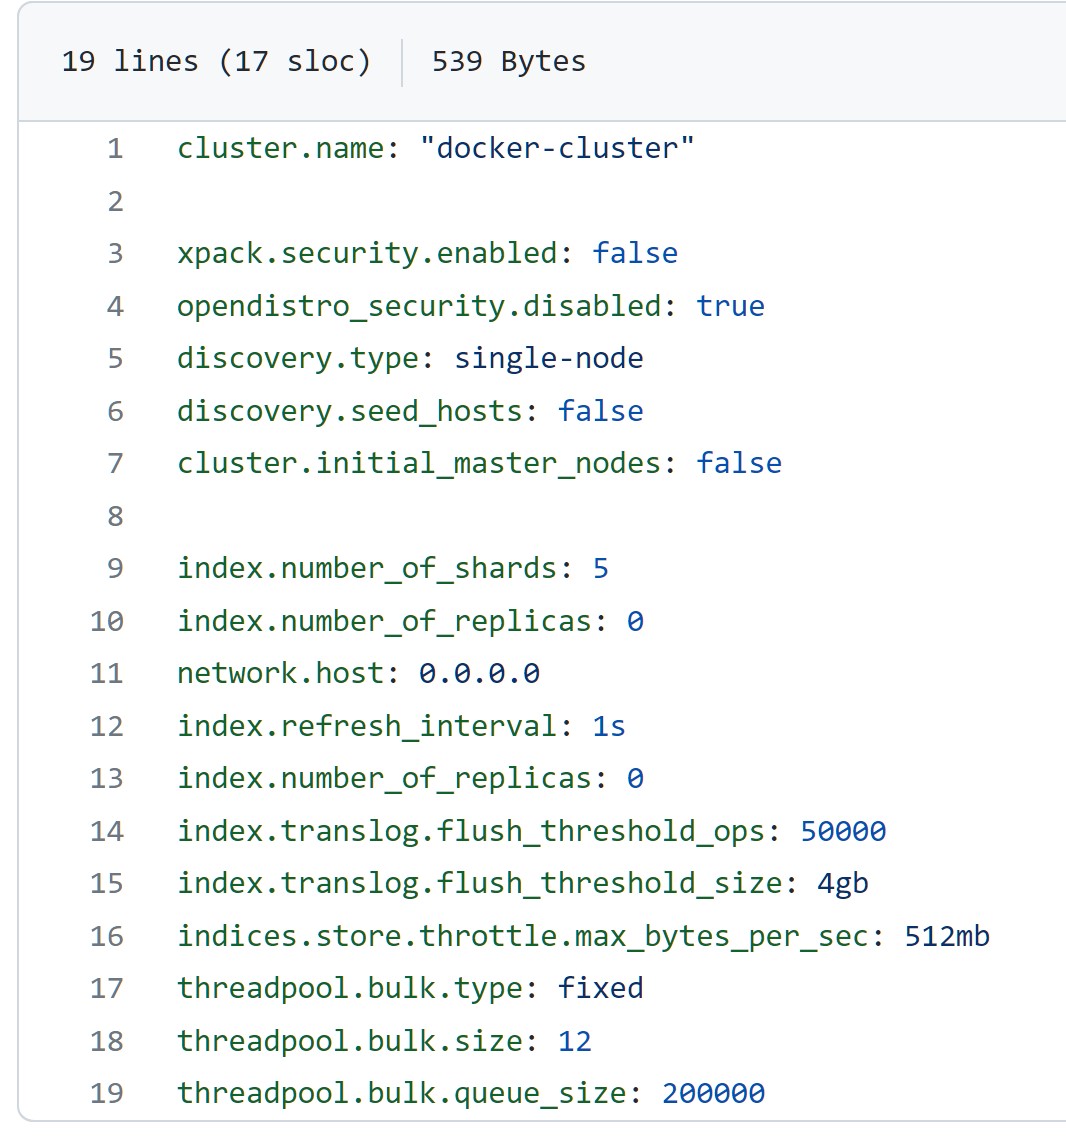 19 lines (17 sloc) 539 Bytes
1 cluster.name: "docker-cluster"
2
3 xpack.security.enabled: false
4 opendistro_security.disabled: true
5 discovery.type: single-node
6 discovery.seed_hosts: false
7 cluster.initial_master_nodes: false
8
9 index.number_of_shards: 5
10 index.number_of_replicas: 0
11 network.host: 0.0.0.0
12 index.refresh_interval: 1s
13 index.number_of_replicas: 0
14 index.translog.flush_threshold_ops: 50000
15 index.translog.flush_threshold_size: 4gb
16 indices.store.throttle.max_bytes_per_sec: 512mb
17 threadpool.bulk.type: fixed
18 threadpool.bulk.size: 12
19 threadpool.bulk.queue_size: 200000